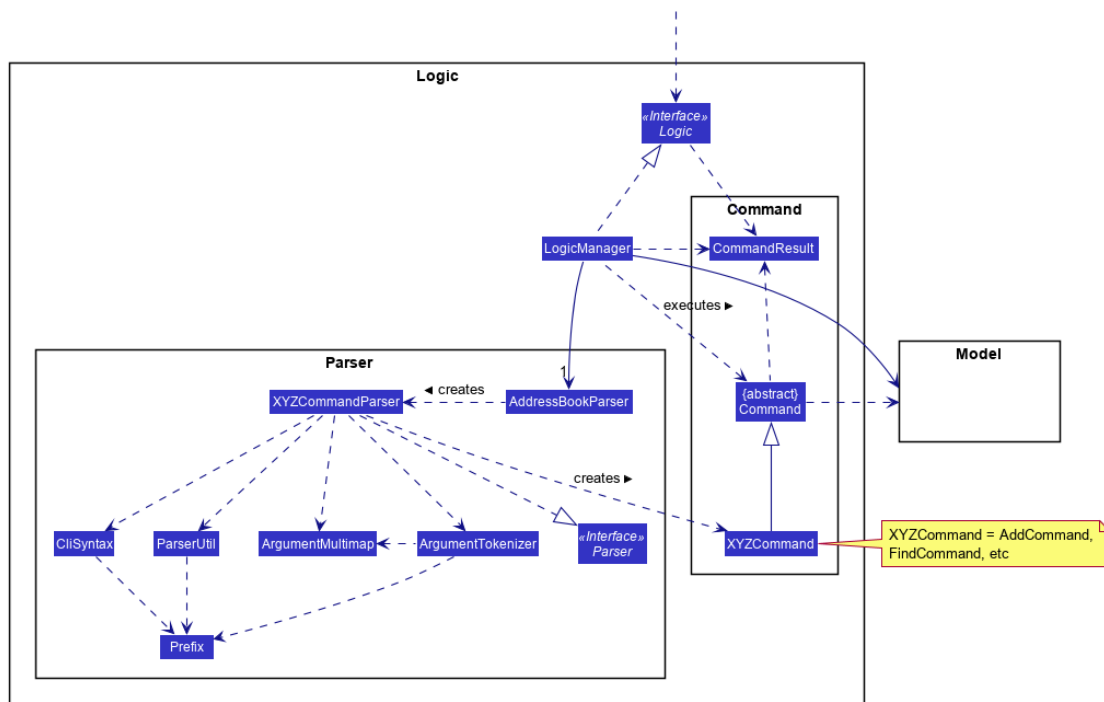 Logic
«Interface»
Logic
Command
LogicManager
CommandResult
executes ►
Parser
1
Model
◄ creates
XYZCommandParser
AddressBookParser
{abstract}
Command
creates ►
CliSyntax
ParserUtil
ArgumentMultimap
ArgumentTokenizer
«Interface»
Parser
XYZCommand
XYZCommand = AddCommand,
FindCommand, etc
Prefix